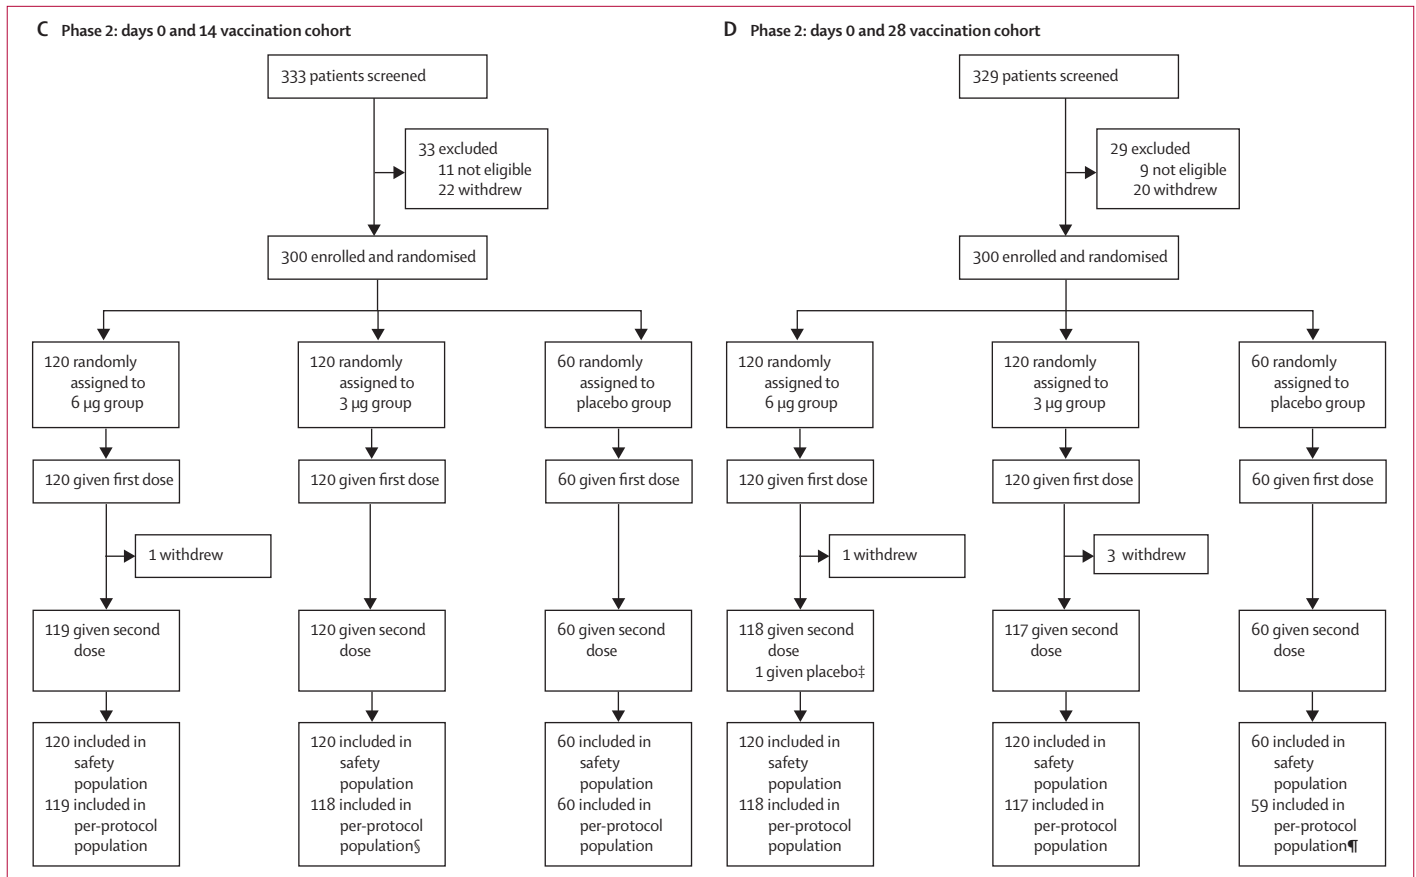 C Phase 2: days 0 and 14 vaccination cohort
333 patients screened
33 excluded
11 not eligible
22 withdrew
300 enrolled and randomised
120 randomly
assigned to
6 µg group
120 randomly
assigned to
3 µg group
60 randomly
assigned to
placebo group
120 given first dose
120 given first dose
60 given first dose
1 withdrew
119 given second
dose
120 given second
dose
60 given second
dose
120 included in
safety
population
119 included in
per-protocol
population
120 included in
safety
population
118 included in
per-protocol
population§
60 included in
safety
population
60 included in
per-protocol
population
D Phase 2: days 0 and 28 vaccination cohort
329 patients screened
29 excluded
9 not eligible
20 withdrew
300 enrolled and randomised
120 randomly
assigned to
6 µg group
120 randomly
assigned to
3 µg group
60 randomly
assigned to
placebo group
120 given first dose
120 given first dose
60 given first dose
1 withdrew
3 withdrew
118 given second
dose
1 given placebo‡
117 given second
dose
60 given second
dose
120 included in
safety
population
118 included in
per-protocol
population
120 included in
safety
population
117 included in
per-protocol
population
60 included in
safety
population
59 included in
per-protocol
population¶